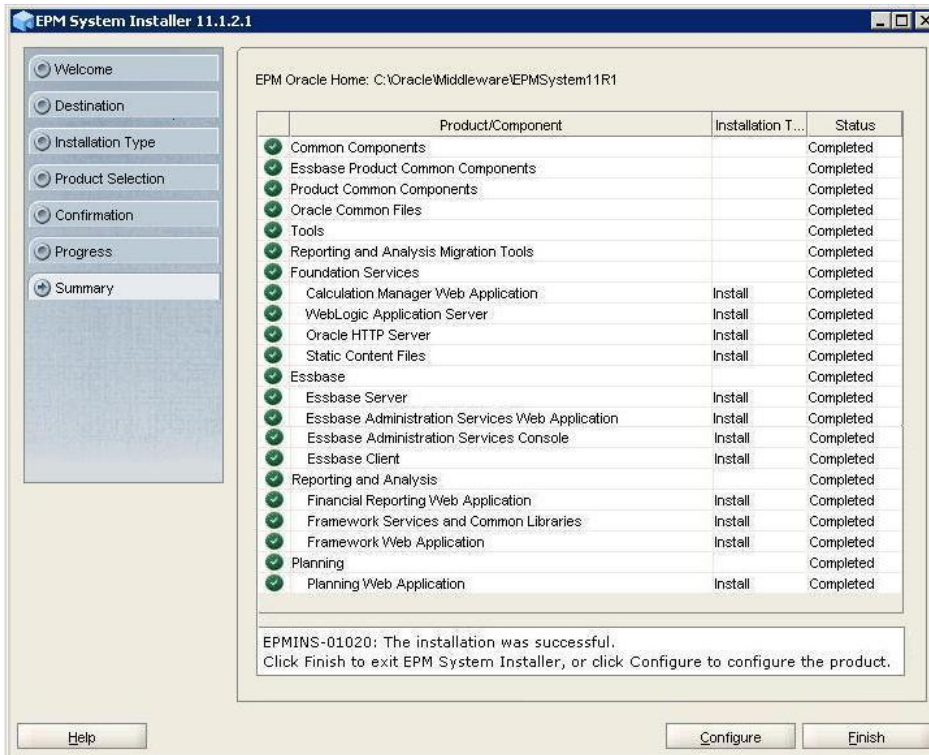 EPM System Installer 11.1.2.1
Welcome
Destination
Installation Type
Product Selection
Confirmation
Progress
Summary
EPM Oracle Home: C:\Oracle\Middleware\EPMSystem11R1
Product/Component Installation T... Status
Common Components Completed
Essbase Product Common Components Completed
Product Common Components Completed
Oracle Common Files Completed
Tools Completed
Reporting and Analysis Migration Tools Completed
Foundation Services Completed
Calculation Manager Web Application Install Completed
WebLogic Application Server Install Completed
Oracle HTTP Server Install Completed
Static Content Files Install Completed
Essbase Completed
Essbase Server Install Completed
Essbase Administration Services Web Application Install Completed
Essbase Administration Services Console Install Completed
Essbase Client Install Completed
Reporting and Analysis Completed
Financial Reporting Web Application Install Completed
Framework Services and Common Libraries Install Completed
Framework Web Application Install Completed
Planning Completed
Planning Web Application Install Completed
EPMINS-01020: The installation was successful.
Click Finish to exit EPM System Installer, or click Configure to configure the product.
Help Configure Finish